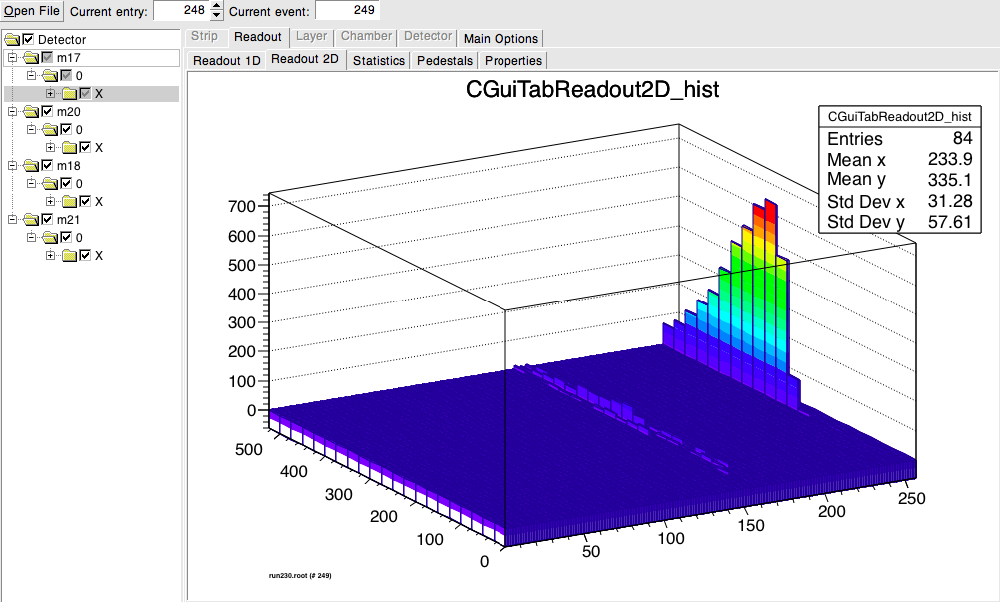 Open File Current entry: 248 Current event: 249
Strip Readout Layer Chamber Detector Main Options
Readout 1D Readout 2D Statistics Pedestals Properties
Detector
m17
0
X
m20
0
X
m18
0
X
m21
0
X
CGuiTabReadout2D_hist
CGuiTabReadout2D_hist
Entries 84
Mean x 233.9
Mean y 335.1
Std Dev x 31.28
Std Dev y 57.61
700
600
500
400
300
200
100
0
500
400
300
200
100
0
50
100
150
200
250
run230.root (# 249)